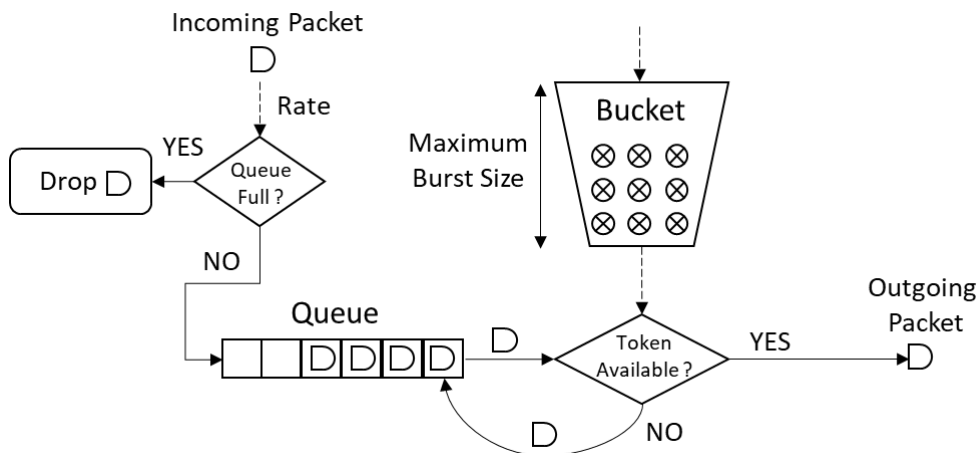 Incoming Packet
Rate
YES
Drop
Queue
Full ?
NO
Queue
Bucket
Maximum
Burst Size
Token
Available ?
YES
NO
Outgoing
Packet